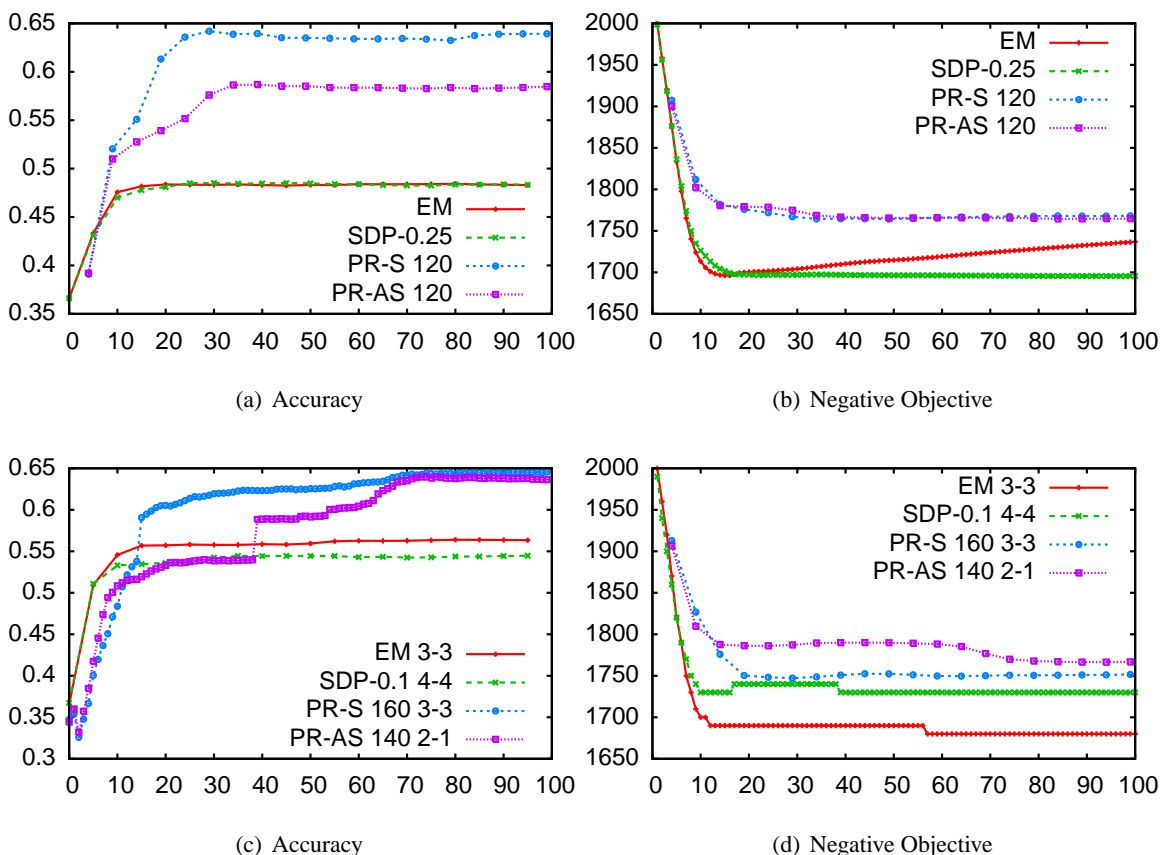 0.65
0.6
0.55
0.5
0.45
0.4
0.35
0 10 20 30 40 50 60 70 80 90 100
EM
SDP-0.25
PR-S 120
PR-AS 120
(a) Accuracy
2000
1950
1900
1850
1800
1750
1700
1650
0 10 20 30 40 50 60 70 80 90 100
EM
SDP-0.25
PR-S 120
PR-AS 120
(b) Negative Objective
0.65
0.6
0.55
0.5
0.45
0.4
0.35
0.3
0 10 20 30 40 50 60 70 80 90 100
EM 3-3
SDP-0.1 4-4
PR-S 160 3-3
PR-AS 140 2-1
(c) Accuracy
2000
1950
1900
1850
1800
1750
1700
1650
0 10 20 30 40 50 60 70 80 90 100
EM 3-3
SDP-0.1 4-4
PR-S 160 3-3
PR-AS 140 2-1
(d) Negative Objective